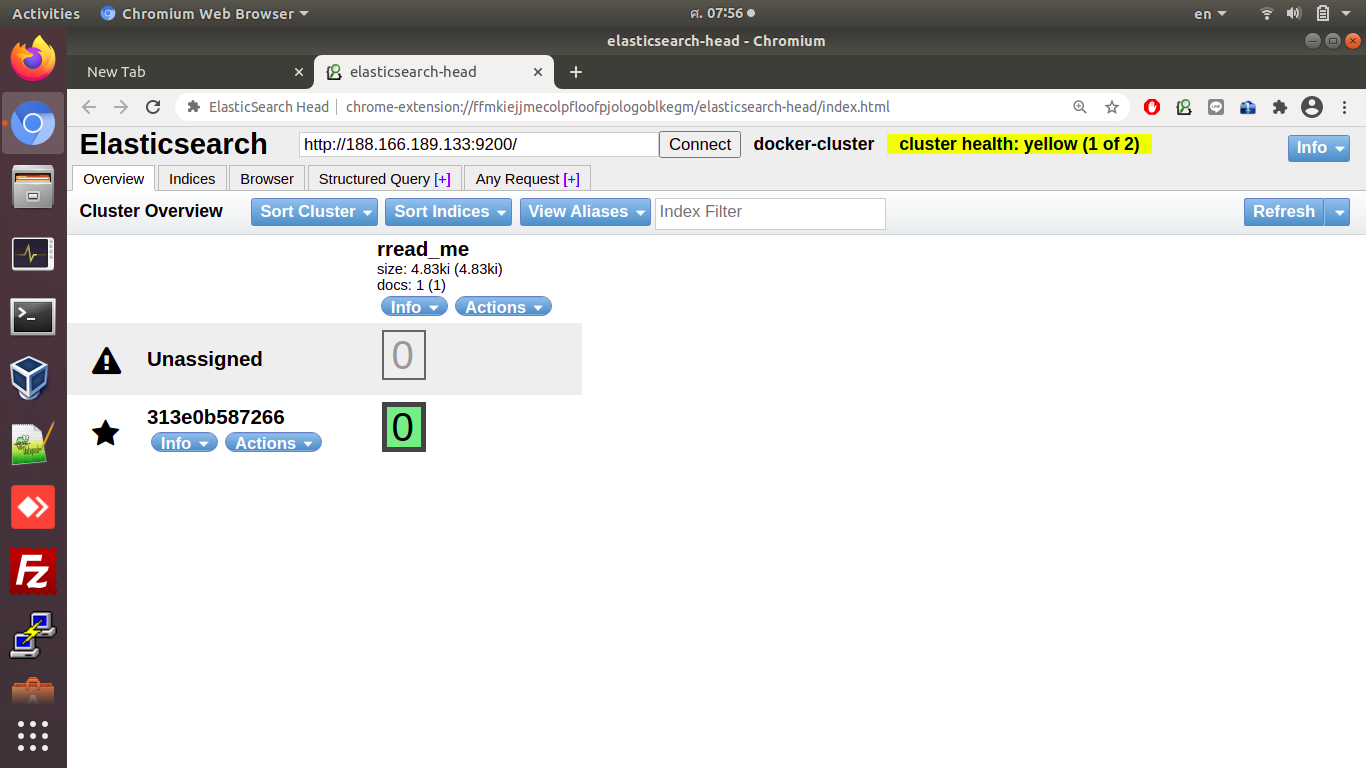 Activities Chromium Web Browser ศ. 07:56 en
elasticsearch-head - Chromium
New Tab elasticsearch-head
ElasticSearch Head chrome-extension://ffmkiejjmecolpfloofpjologoblkegm/elasticsearch-head/index.html
Elasticsearch http://188.166.189.133:9200/ Connect docker-cluster cluster health: yellow (1 of 2) Info
Overview Indices Browser Structured Query [+] Any Request [+]
Cluster Overview Sort Cluster Sort Indices View Aliases Index Filter Refresh
rread_me
size: 4.83ki (4.83ki)
docs: 1 (1)
Info Actions
Unassigned 0
313e0b587266 0
Info Actions